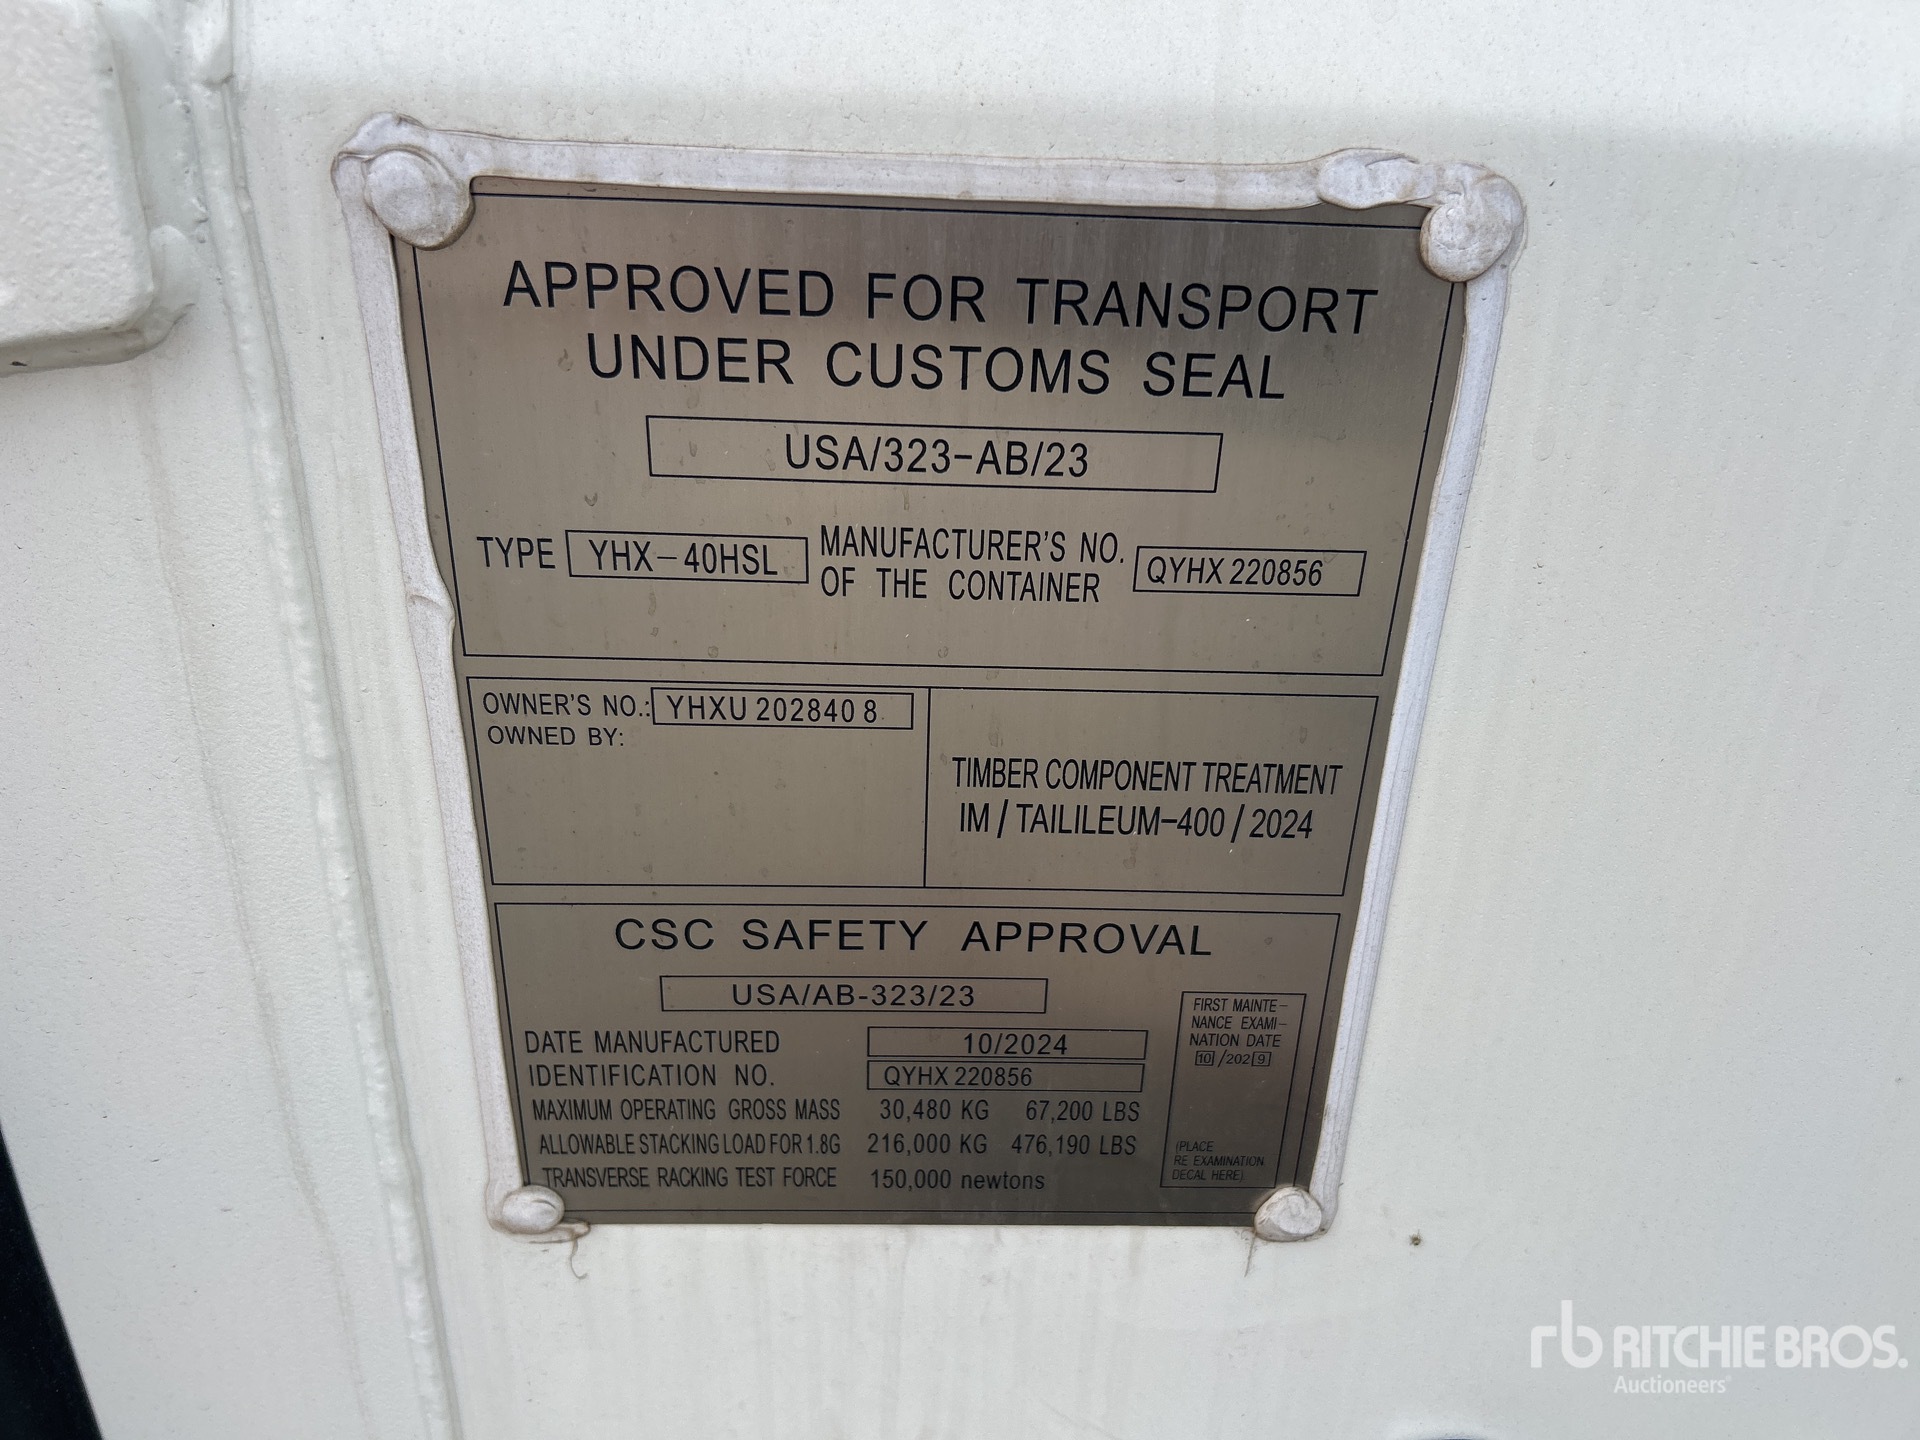 APPROVED FOR TRANSPORT
UNDER CUSTOMS SEAL
USA/323-AB/23
TYPE YHX-40HSL MANUFACTURER'S NO. OF THE CONTAINER QYHX 220856
OWNER'S NO.: YHXU 202840 8
OWNED BY:
TIMBER COMPONENT TREATMENT
IM / TAILILEUM-400 / 2024
CSC SAFETY APPROVAL
USA/AB-323/23
DATE MANUFACTURED 10/2024
IDENTIFICATION NO. QYHX 220856
MAXIMUM OPERATING GROSS MASS 30,480 KG 67,200 LBS
ALLOWABLE STACKING LOAD FOR 1.8G 216,000 KG 476,190 LBS
TRANSVERSE RACKING TEST FORCE 150,000 newtons
FIRST MAINTE-
NANCE EXAMI-
NATION DATE
10/2029
(PLACE
RE EXAMINATION
DECAL HERE)
rb RITCHIE BROS.
Auctioneers